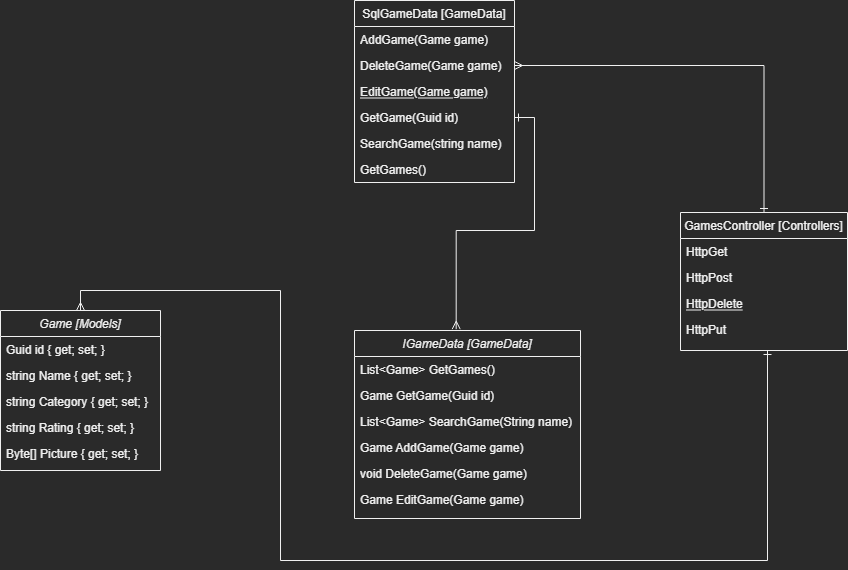 SqlGameData [GameData]
AddGame(Game game)
DeleteGame(Game game)
EditGame(Game game)
GetGame(Guid id)
SearchGame(string name)
GetGames()
GamesController [Controllers]
HttpGet
HttpPost
HttpDelete
HttpPut
Game [Models]
Guid id { get; set; }
string Name { get; set; }
string Category { get; set; }
string Rating { get; set; }
Byte[] Picture { get; set; }
IGameData [GameData]
List<Game> GetGames()
Game GetGame(Guid id)
List<Game> SearchGame(String name)
Game AddGame(Game game)
void DeleteGame(Game game)
Game EditGame(Game game)